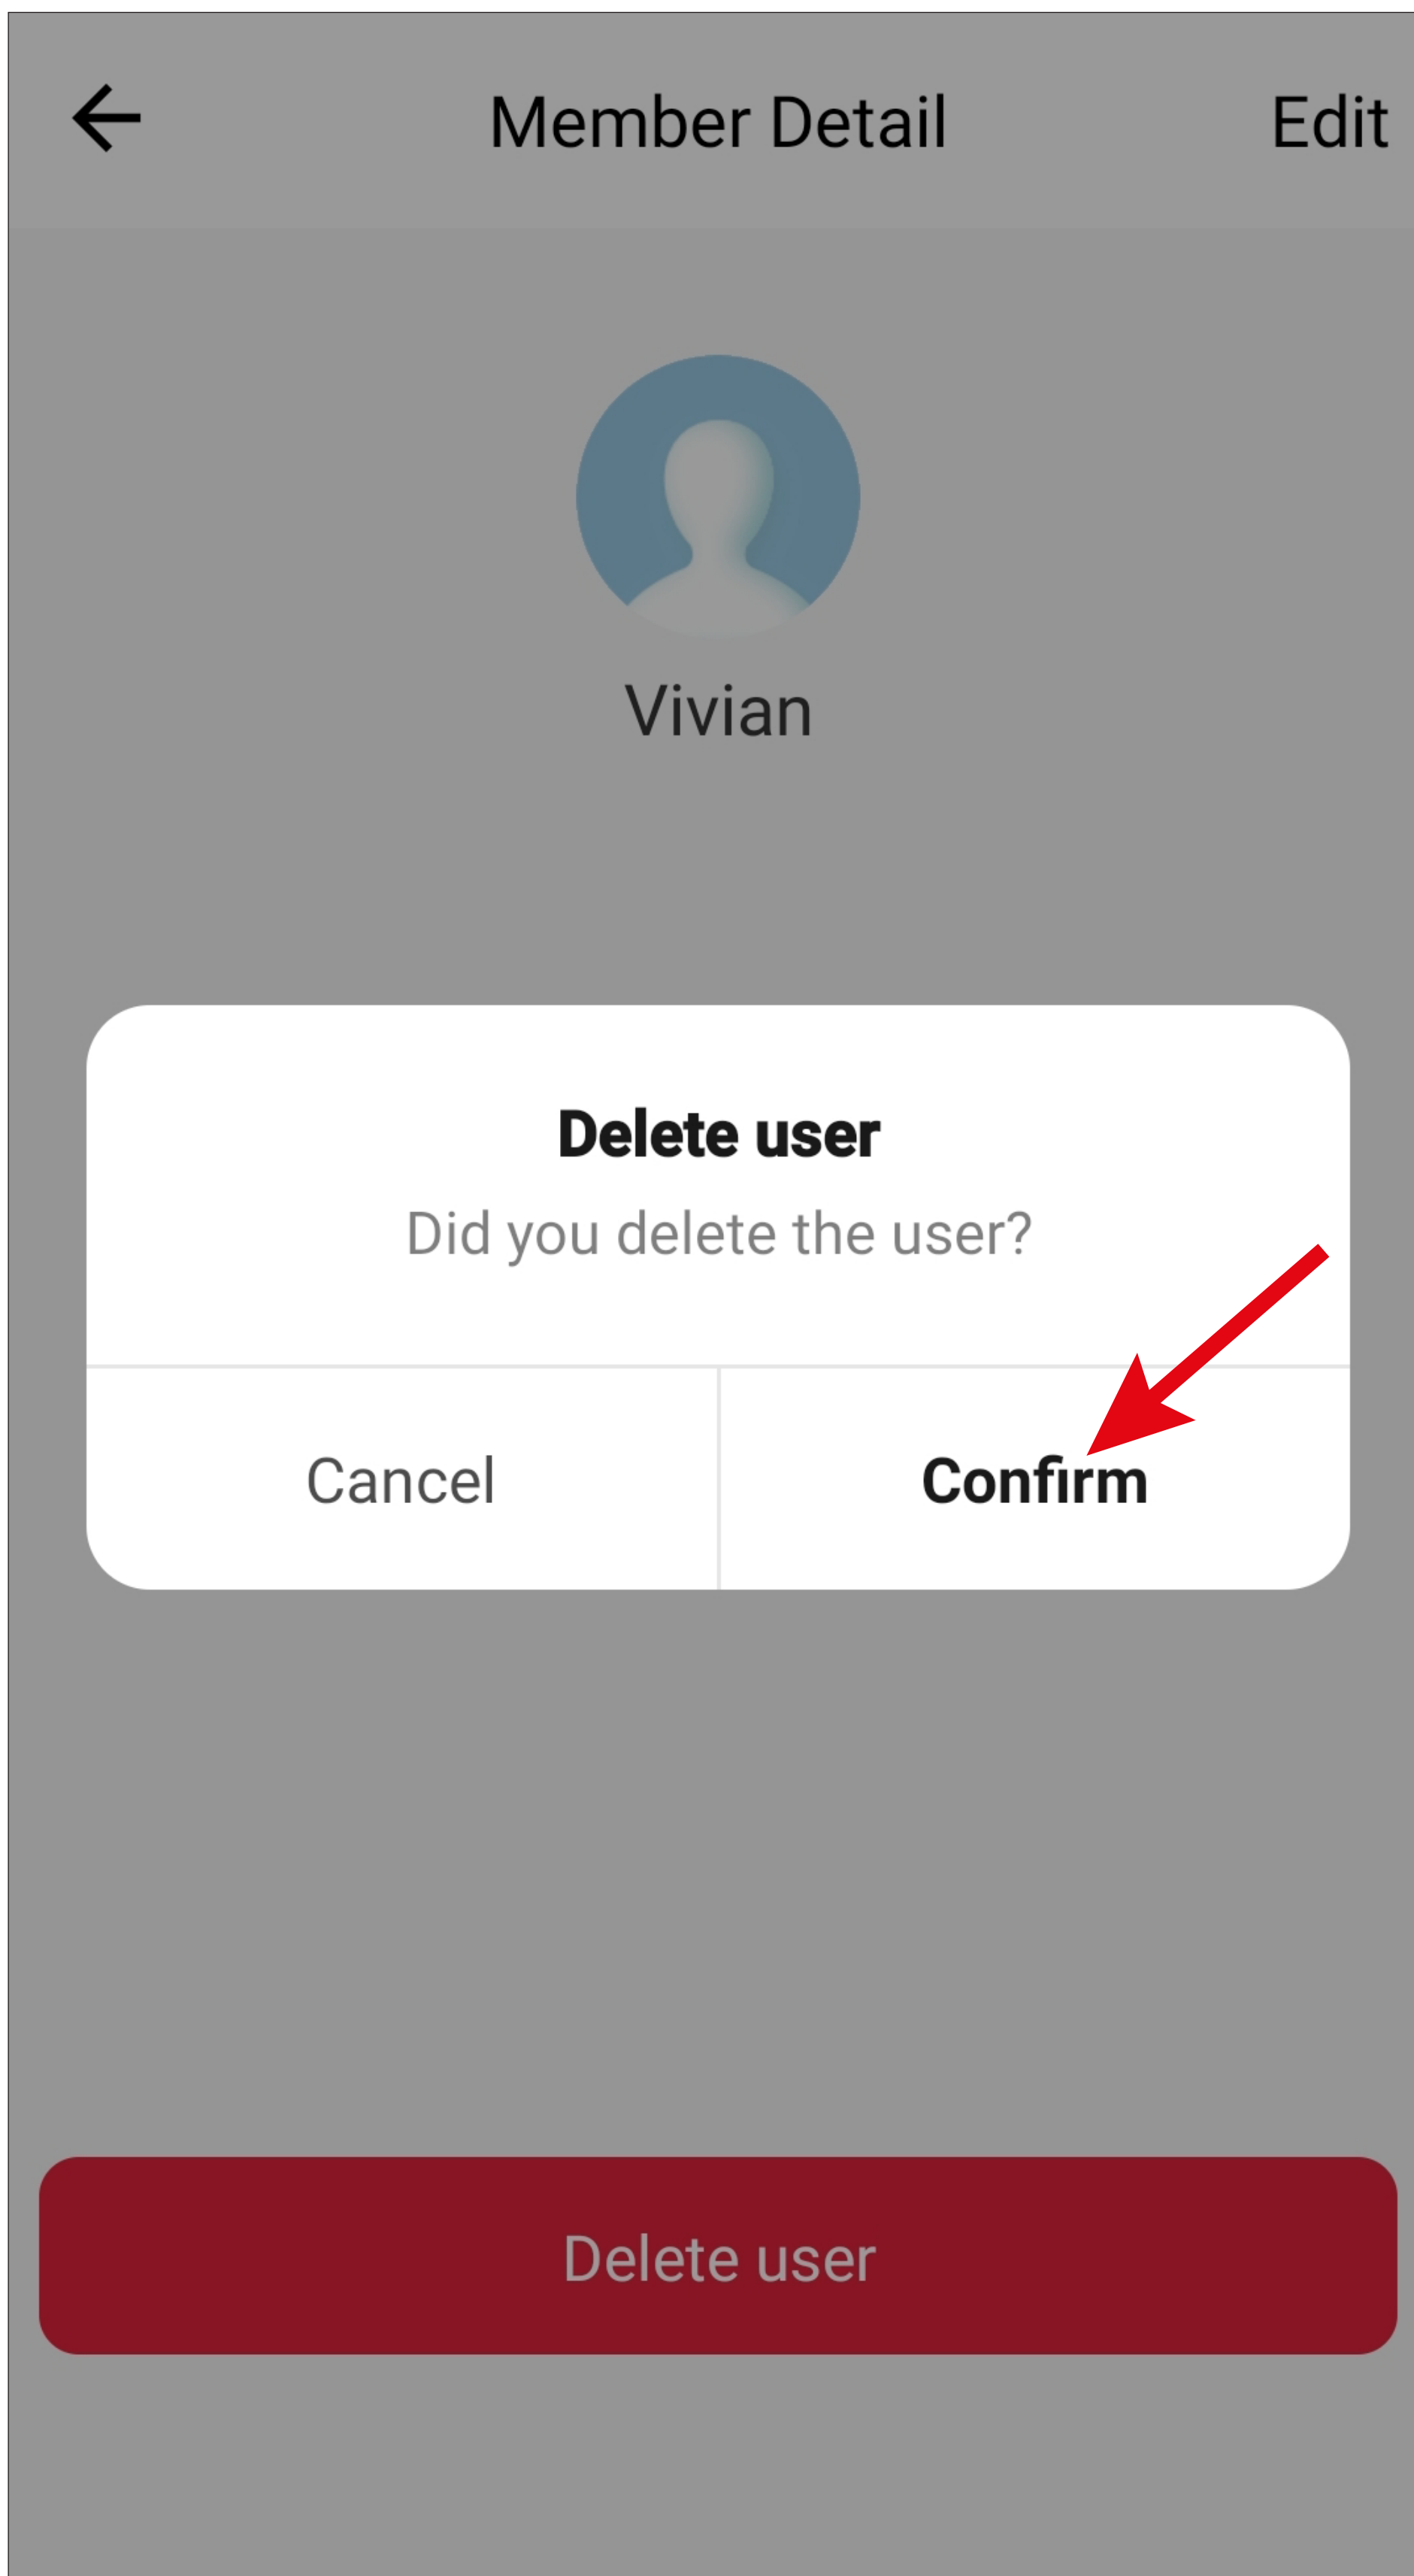 Member Detail
Edit
Vivian
Delete user
Did you delete the user?
Cancel
Confirm
Delete user